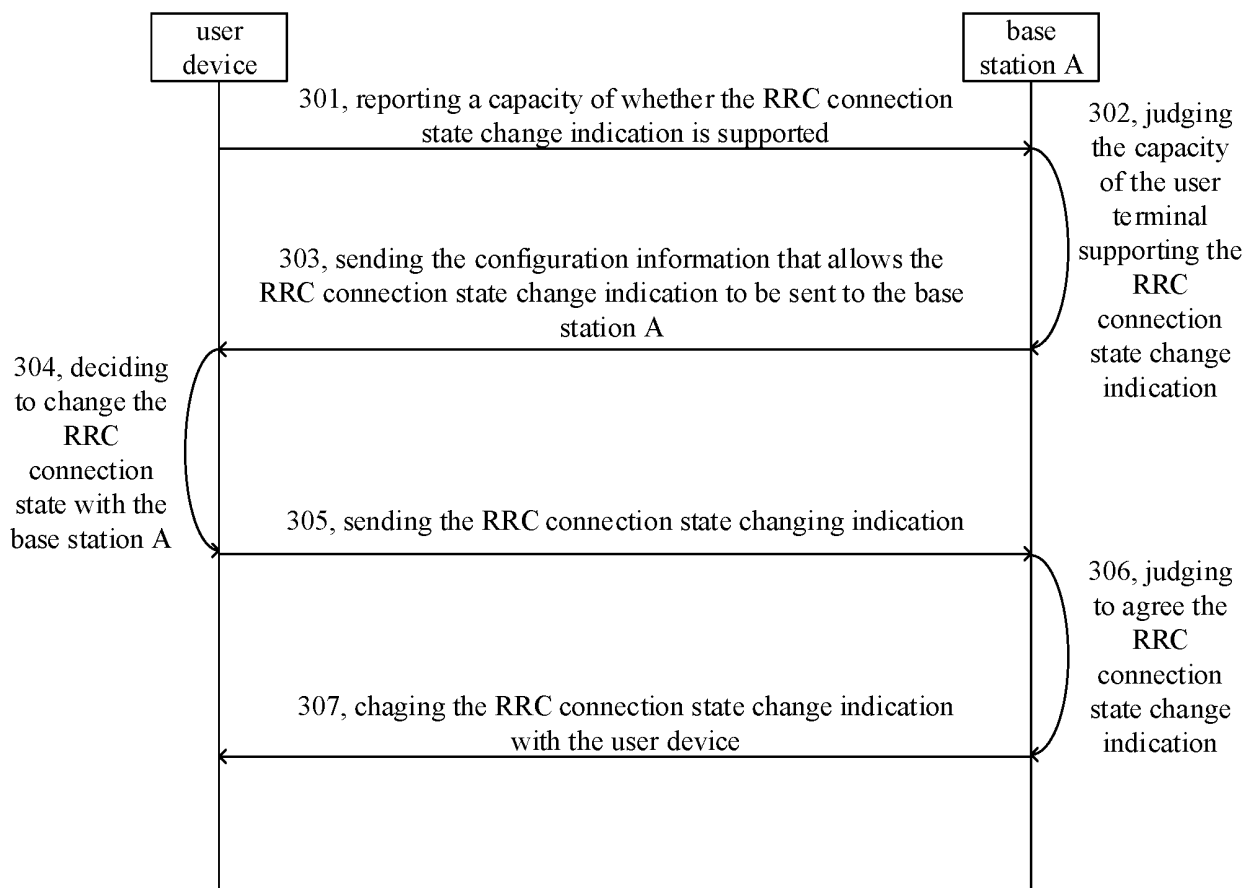 user
device
base
station A
301, reporting a capacity of whether the RRC connection
state change indication is supported
302, judging
the capacity
of the user
terminal
supporting the
RRC
connection
state change
indication
303, sending the configuration information that allows the
RRC connection state change indication to be sent to the base
station A
304, deciding
to change the
RRC
connection
state with the
base station A
305, sending the RRC connection state changing indication
306, judging
to agree the
RRC
connection
state change
indication
307, chaging the RRC connection state change indication
with the user device